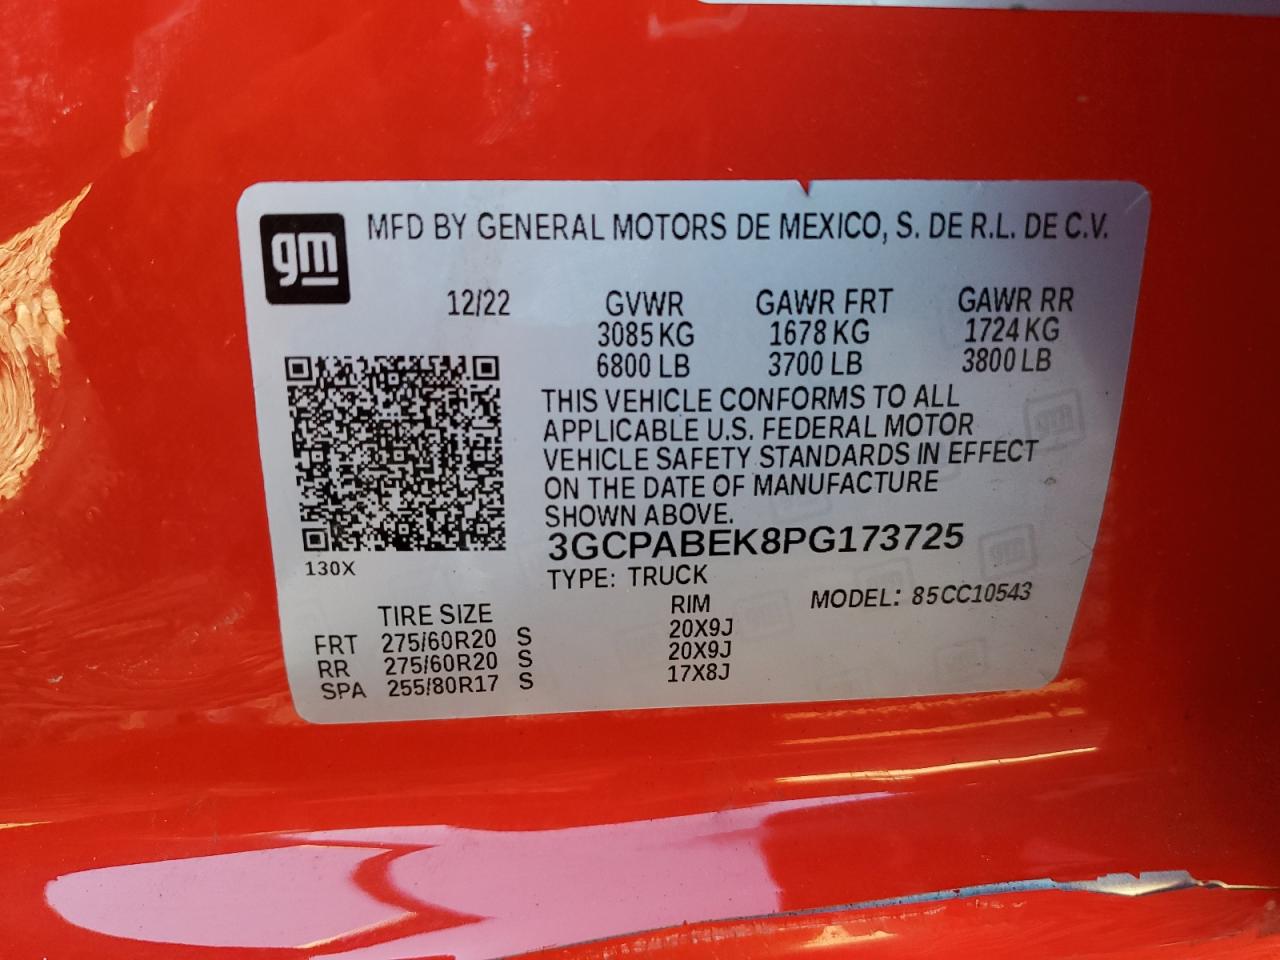 gm
MFD BY GENERAL MOTORS DE MEXICO, S. DE R.L. DE C.V.
12/22 GVWR GAWR FRT GAWR RR
3085 KG 1678 KG 1724 KG
6800 LB 3700 LB 3800 LB
THIS VEHICLE CONFORMS TO ALL
APPLICABLE U.S. FEDERAL MOTOR
VEHICLE SAFETY STANDARDS IN EFFECT
ON THE DATE OF MANUFACTURE
SHOWN ABOVE.
3GCPABEK8PG173725
130X
TYPE: TRUCK
MODEL: 85CC10543
TIRE SIZE RIM
FRT 275/60R20 S 20X9J
RR 275/60R20 S 20X9J
SPA 255/80R17 S 17X8J